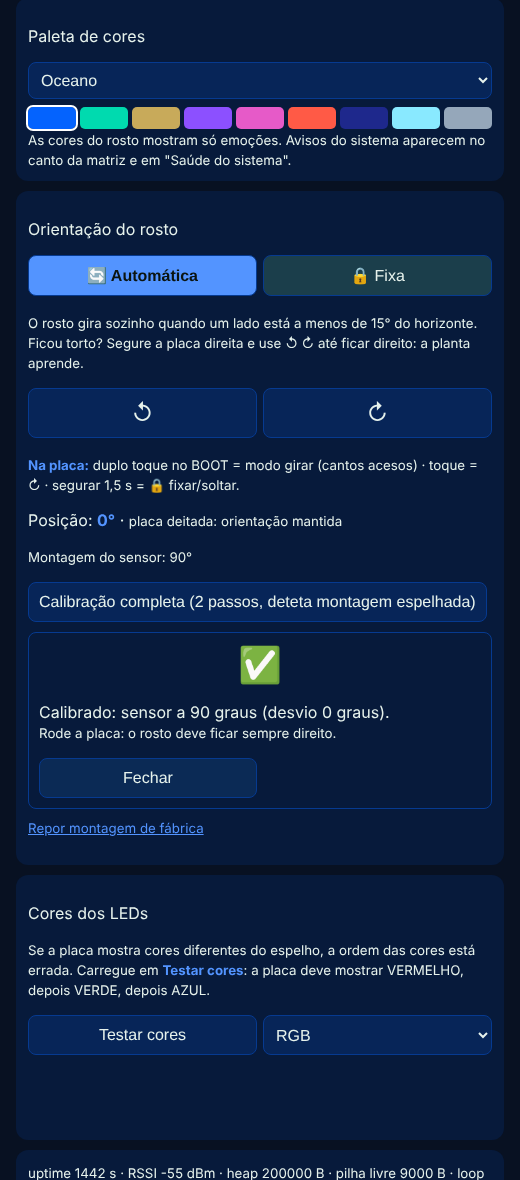 Paleta de cores
Oceano
As cores do rosto mostram só emoções. Avisos do sistema aparecem no
canto da matriz e em "Saúde do sistema".
Orientação do rosto
🔄 Automática
🔒 Fixa
O rosto gira sozinho quando um lado está a menos de 15° do horizonte.
Ficou torto? Segure a placa direita e use ↺ ↻ até ficar direito: a planta
aprende.
↺
↻
Na placa: duplo toque no BOOT = modo girar (cantos acesos) · toque =
↻ · segurar 1,5 s = 🔒 fixar/soltar.
Posição: 0° · placa deitada: orientação mantida
Montagem do sensor: 90°
Calibração completa (2 passos, deteta montagem espelhada)
✅
Calibrado: sensor a 90 graus (desvio 0 graus).
Rode a placa: o rosto deve ficar sempre direito.
Fechar
Repor montagem de fábrica
Cores dos LEDs
Se a placa mostra cores diferentes do espelho, a ordem das cores está
errada. Carregue em Testar cores: a placa deve mostrar VERMELHO,
depois VERDE, depois AZUL.
Testar cores
RGB
uptime 1442 s · RSSI -55 dBm · heap 200000 B · pilha livre 9000 B · loop